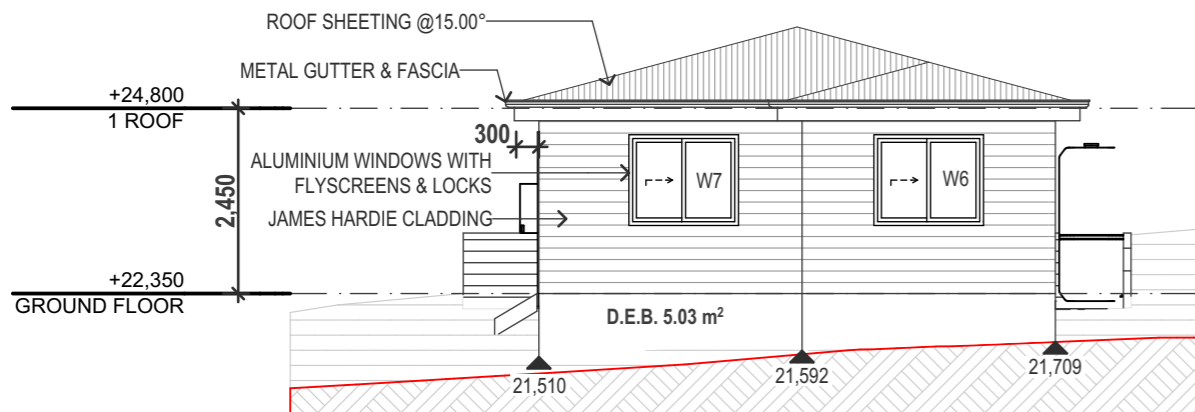 ROOF SHEETING @15.00°
METAL GUTTER & FASCIA
+24,800
1 ROOF
300
ALUMINIUM WINDOWS WITH
FLYSCREENS & LOCKS
W7
W6
2,450
JAMES HARDIE CLADDING
+22,350
GROUND FLOOR
D.E.B. 5.03 m²
21,510
21,592
21,709